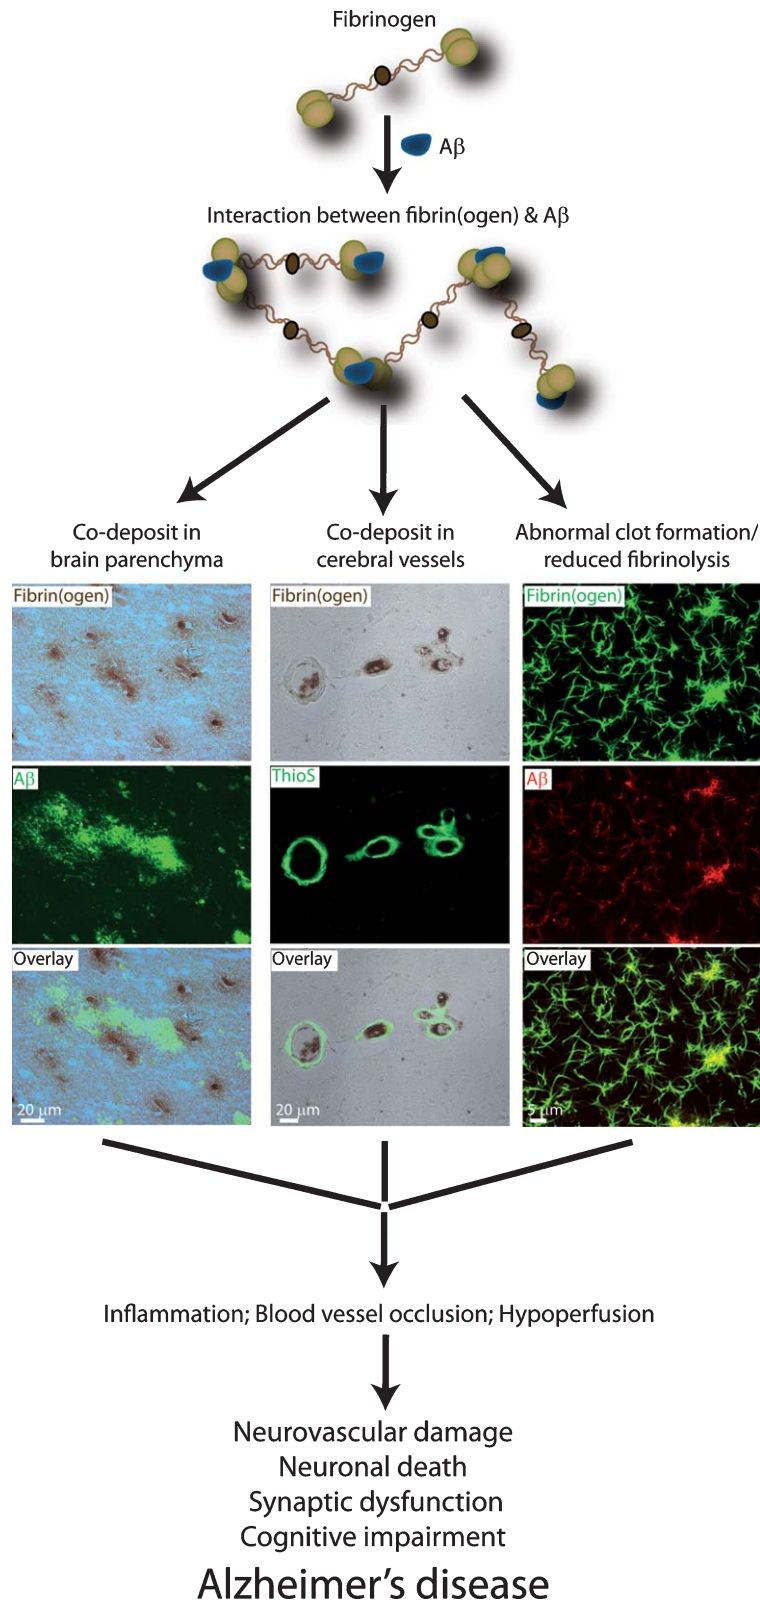 Fibrinogen
Aβ
Interaction between fibrin(ogen) & Aβ
Co-deposit in
brain parenchyma
Co-deposit in
cerebral vessels
Abnormal clot formation/
reduced fibrinolysis
Fibrin(ogen)
Fibrin(ogen)
Fibrin(ogen)
Aβ
ThioS
Aβ
Overlay
Overlay
Overlay
20 μm
20 μm
5 μm
Inflammation; Blood vessel occlusion; Hypoperfusion
Neurovascular damage
Neuronal death
Synaptic dysfunction
Cognitive impairment
Alzheimer's disease